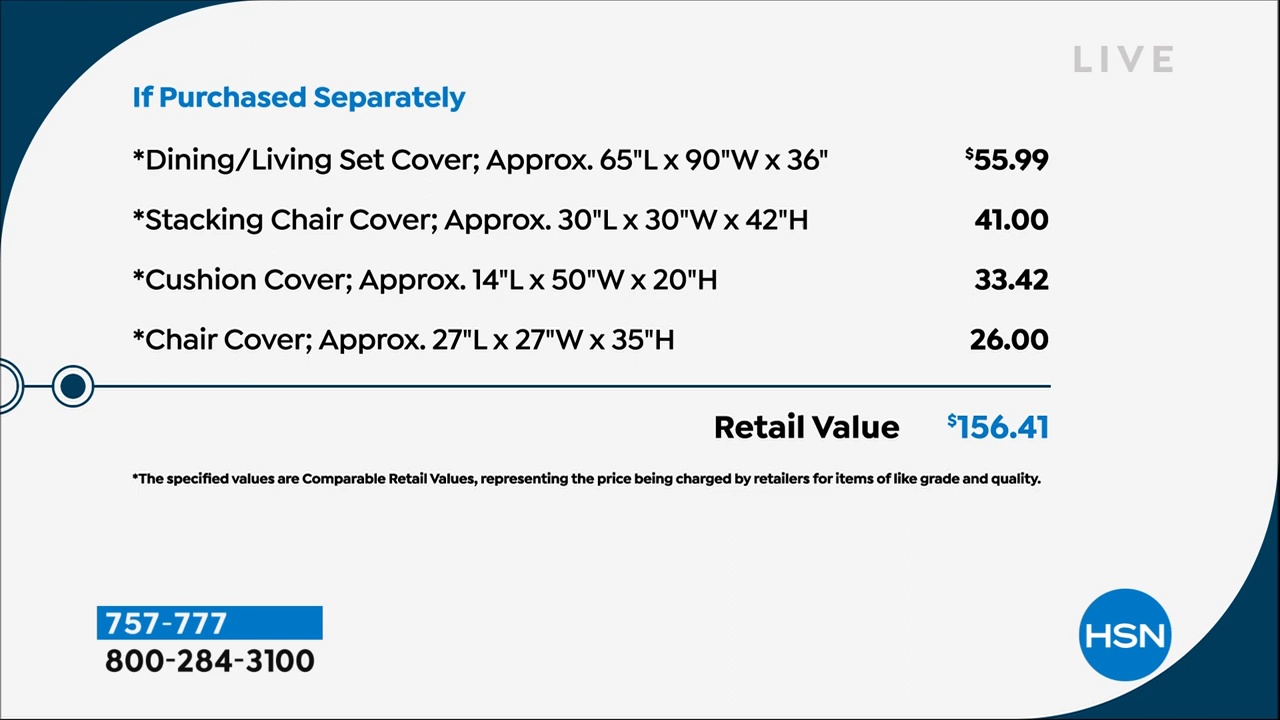 LIVE
If Purchased Separately
*Dining/Living Set Cover; Approx. 65"L x 90"W x 36" $55.99
*Stacking Chair Cover; Approx. 30"L x 30"W x 42"H 41.00
*Cushion Cover; Approx. 14"L x 50"W x 20"H 33.42
*Chair Cover; Approx. 27"L x 27"W x 35"H 26.00
Retail Value $156.41
*The specified values are Comparable Retail Values, representing the price being charged by retailers for items of like grade and quality.
757-777
800-284-3100
HSN